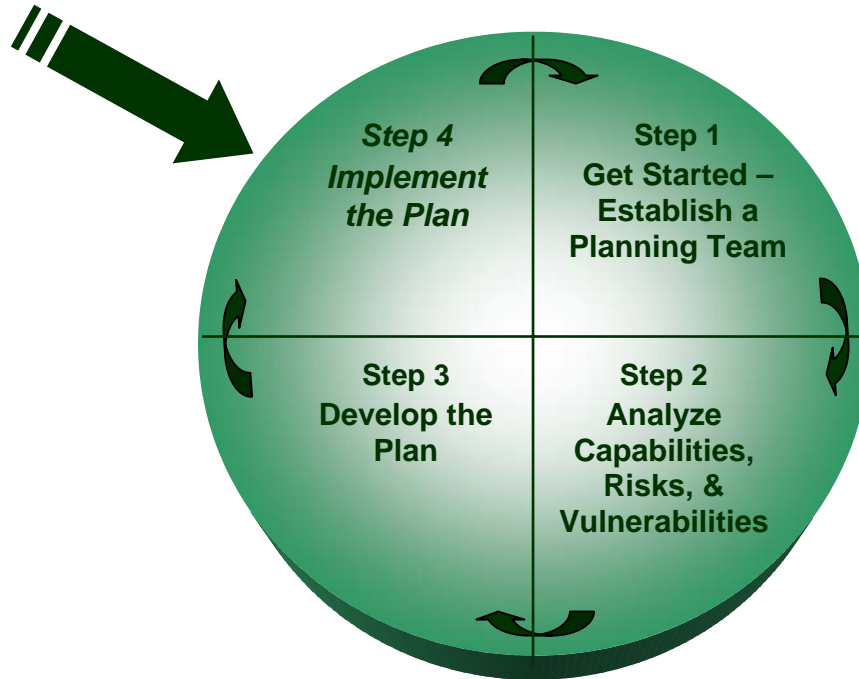 Step 4
Implement
the Plan
Step 1
Get Started –
Establish a
Planning Team
Step 3
Develop the
Plan
Step 2
Analyze
Capabilities,
Risks, &
Vulnerabilities